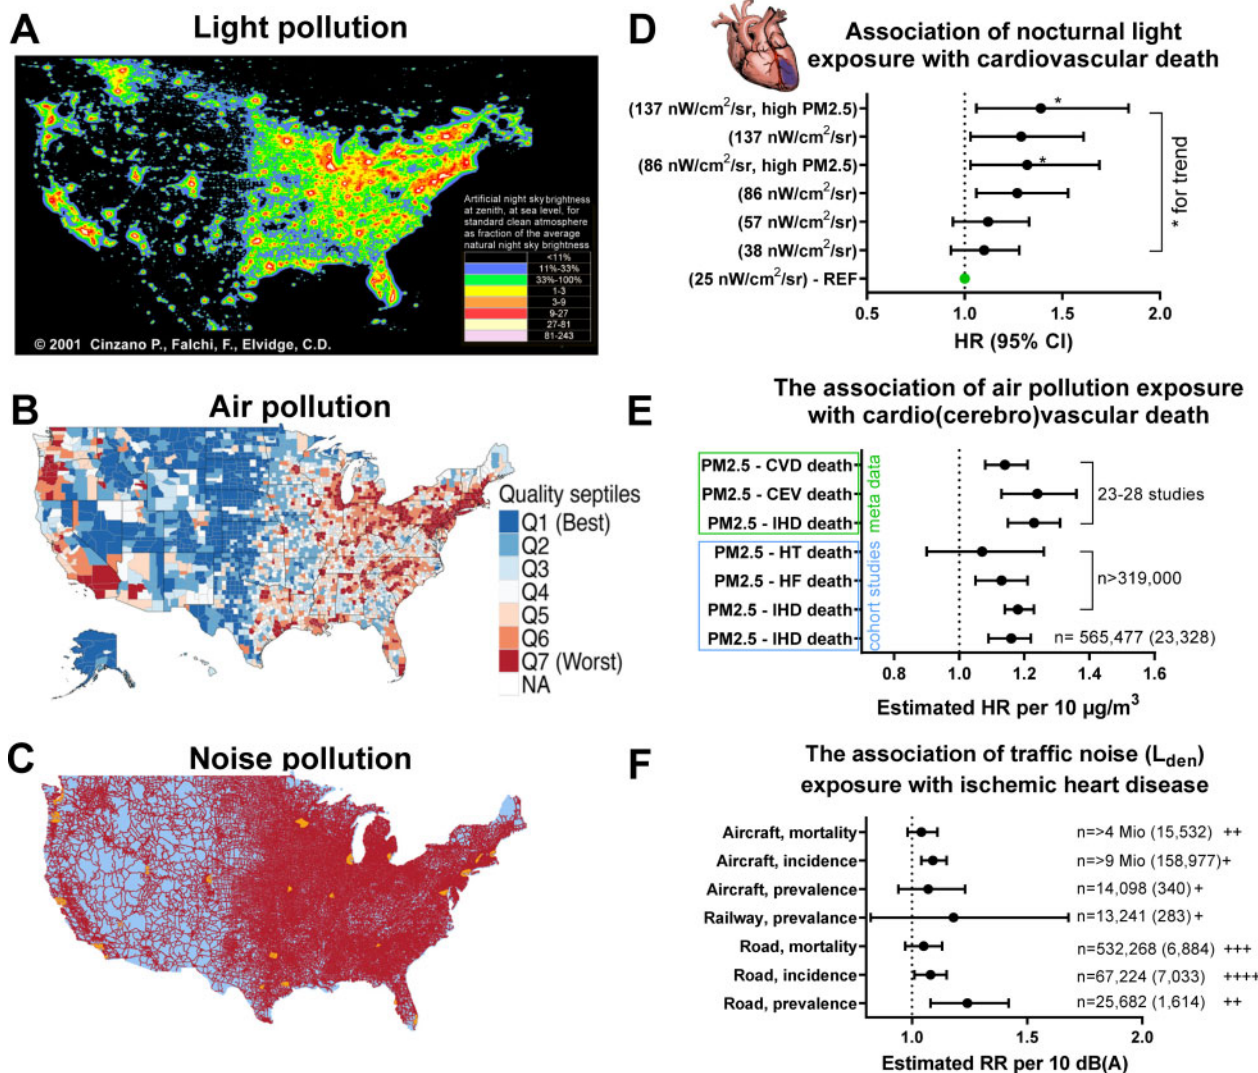 A
Light pollution
Artificial night sky brightness
at zenith, at sea level, for
standard clean atmosphere
as fraction of the average
natural night sky brightness
<11%
11%-33%
33%-100%
1-3
3-9
9-27
27-81
81-243
© 2001 Cinzano P., Falchi, F., Elvidge, C.D.
B
Air pollution
Quality septiles
Q1 (Best)
Q2
Q3
Q4
Q5
Q6
Q7 (Worst)
NA
C
Noise pollution
D
Association of nocturnal light
exposure with cardiovascular death
(137 nW/cm²/sr, high PM2.5)
(137 nW/cm²/sr)
(86 nW/cm²/sr, high PM2.5)
(86 nW/cm²/sr)
(57 nW/cm²/sr)
(38 nW/cm²/sr)
(25 nW/cm²/sr) - REF
*
*
* for trend
0.5 1.0 1.5 2.0
HR (95% CI)
E
The association of air pollution exposure
with cardio(cerebro)vascular death
PM2.5 - CVD death
PM2.5 - CEV death
PM2.5 - IHD death
meta data
23-28 studies
PM2.5 - HT death
PM2.5 - HF death
PM2.5 - IHD death
PM2.5 - IHD death
cohort studies
n>319,000
n= 565,477 (23,328)
0.8 1.0 1.2 1.4 1.6
Estimated HR per 10 µg/m³
F
The association of traffic noise (Lden)
exposure with ischemic heart disease
Aircraft, mortality n=>4 Mio (15,532) ++
Aircraft, incidence n=>9 Mio (158,977)+
Aircraft, prevalence n=14,098 (340) +
Railway, prevalance n=13,241 (283) +
Road, mortality n=532,268 (6,884) +++
Road, incidence n=67,224 (7,033) ++++
Road, prevalence n=25,682 (1,614) ++
1.0 1.5 2.0
Estimated RR per 10 dB(A)